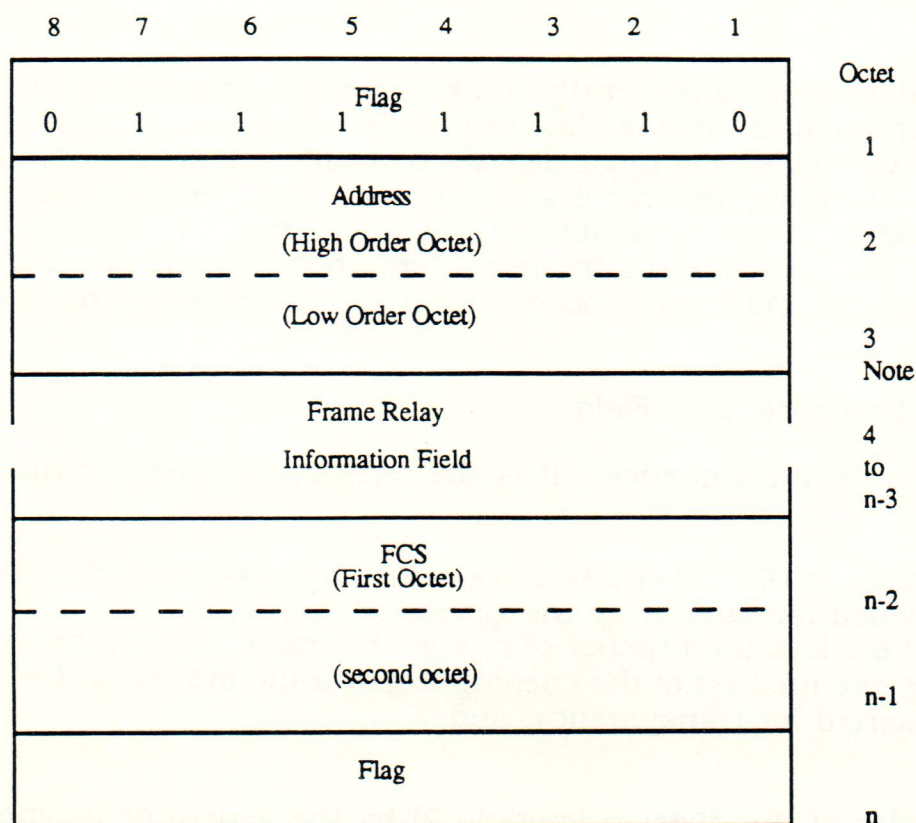 8 7 6 5 4 3 2 1
Octet
Flag
0 1 1 1 1 1 1 0
1
Address
(High Order Octet)
2
(Low Order Octet)
3
Note
Frame Relay
Information Field
4
to
n-3
FCS
(First Octet)
n-2
(second octet)
n-1
Flag
n